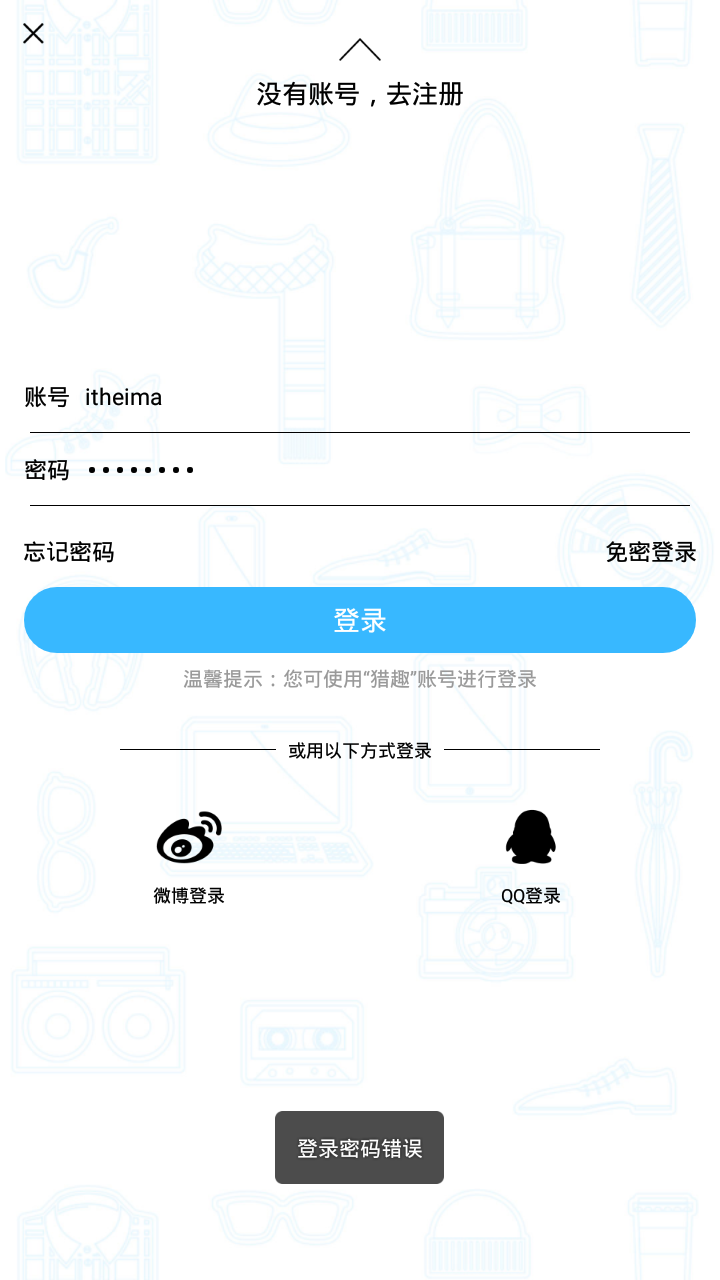 没有账号，去注册
账号 itheima
密码 ••••••••
忘记密码 免密登录
登录
温馨提示：您可使用“猎趣”账号进行登录
或用以下方式登录
微博登录 QQ登录
登录密码错误